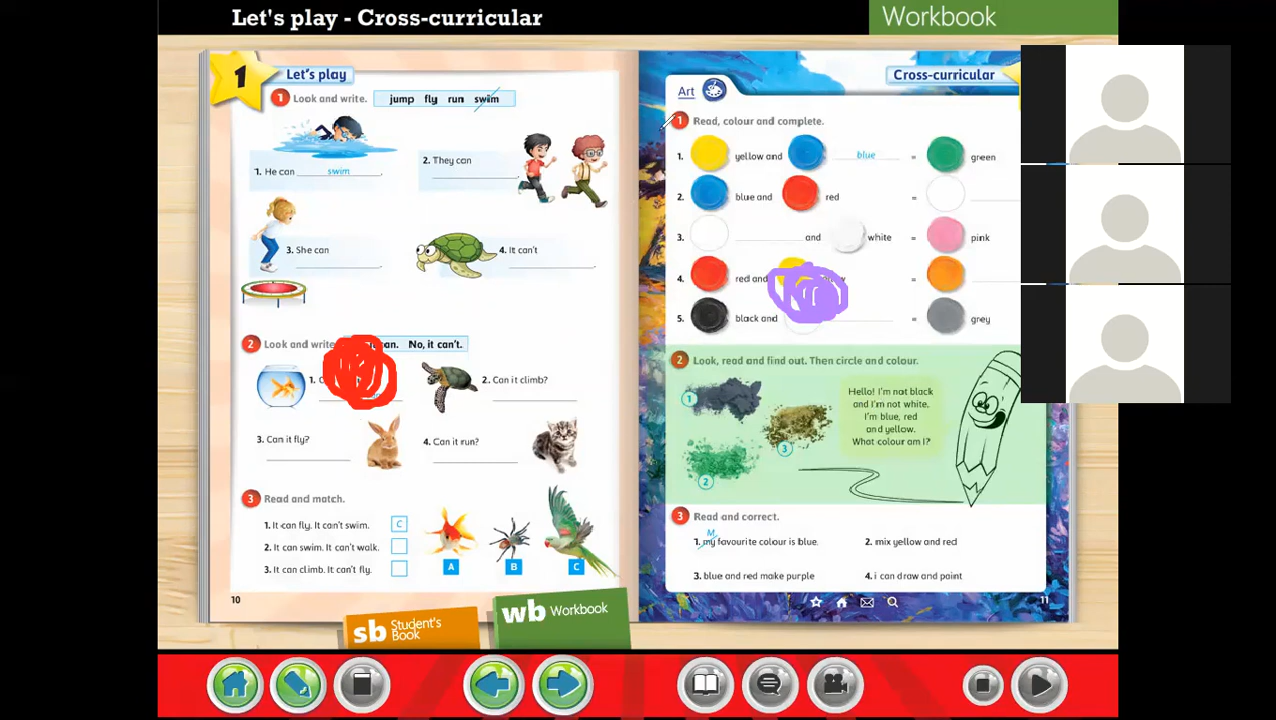 Let's play - Cross-curricular
Workbook
1 Let's play
1 Look and write.
jump fly run swim
1. He can swim.
2. They can
3. She can
4. It can't
2 Look and write
can. No, it can't.
1.
2. Can it climb?
3. Can it fly?
4. Can it run?
3 Read and match.
1. It can fly. It can't swim. C
2. It can swim. It can't walk.
3. It can climb. It can't fly.
A B C
10
Cross-curricular
Art
1 Read, colour and complete.
1. yellow and blue = green
2. blue and red =
3. and white = pink
4. red and =
5. black and = grey
2 Look, read and find out. Then circle and colour.
1
2
3
Hello! I'm not black
and I'm not white.
I'm blue, red
and yellow.
What colour am I?
3 Read and correct.
M
1. my favourite colour is blue.
2. mix yellow and red
3. blue and red make purple
4. i can draw and paint
11
sb Student's
Book
wb Workbook